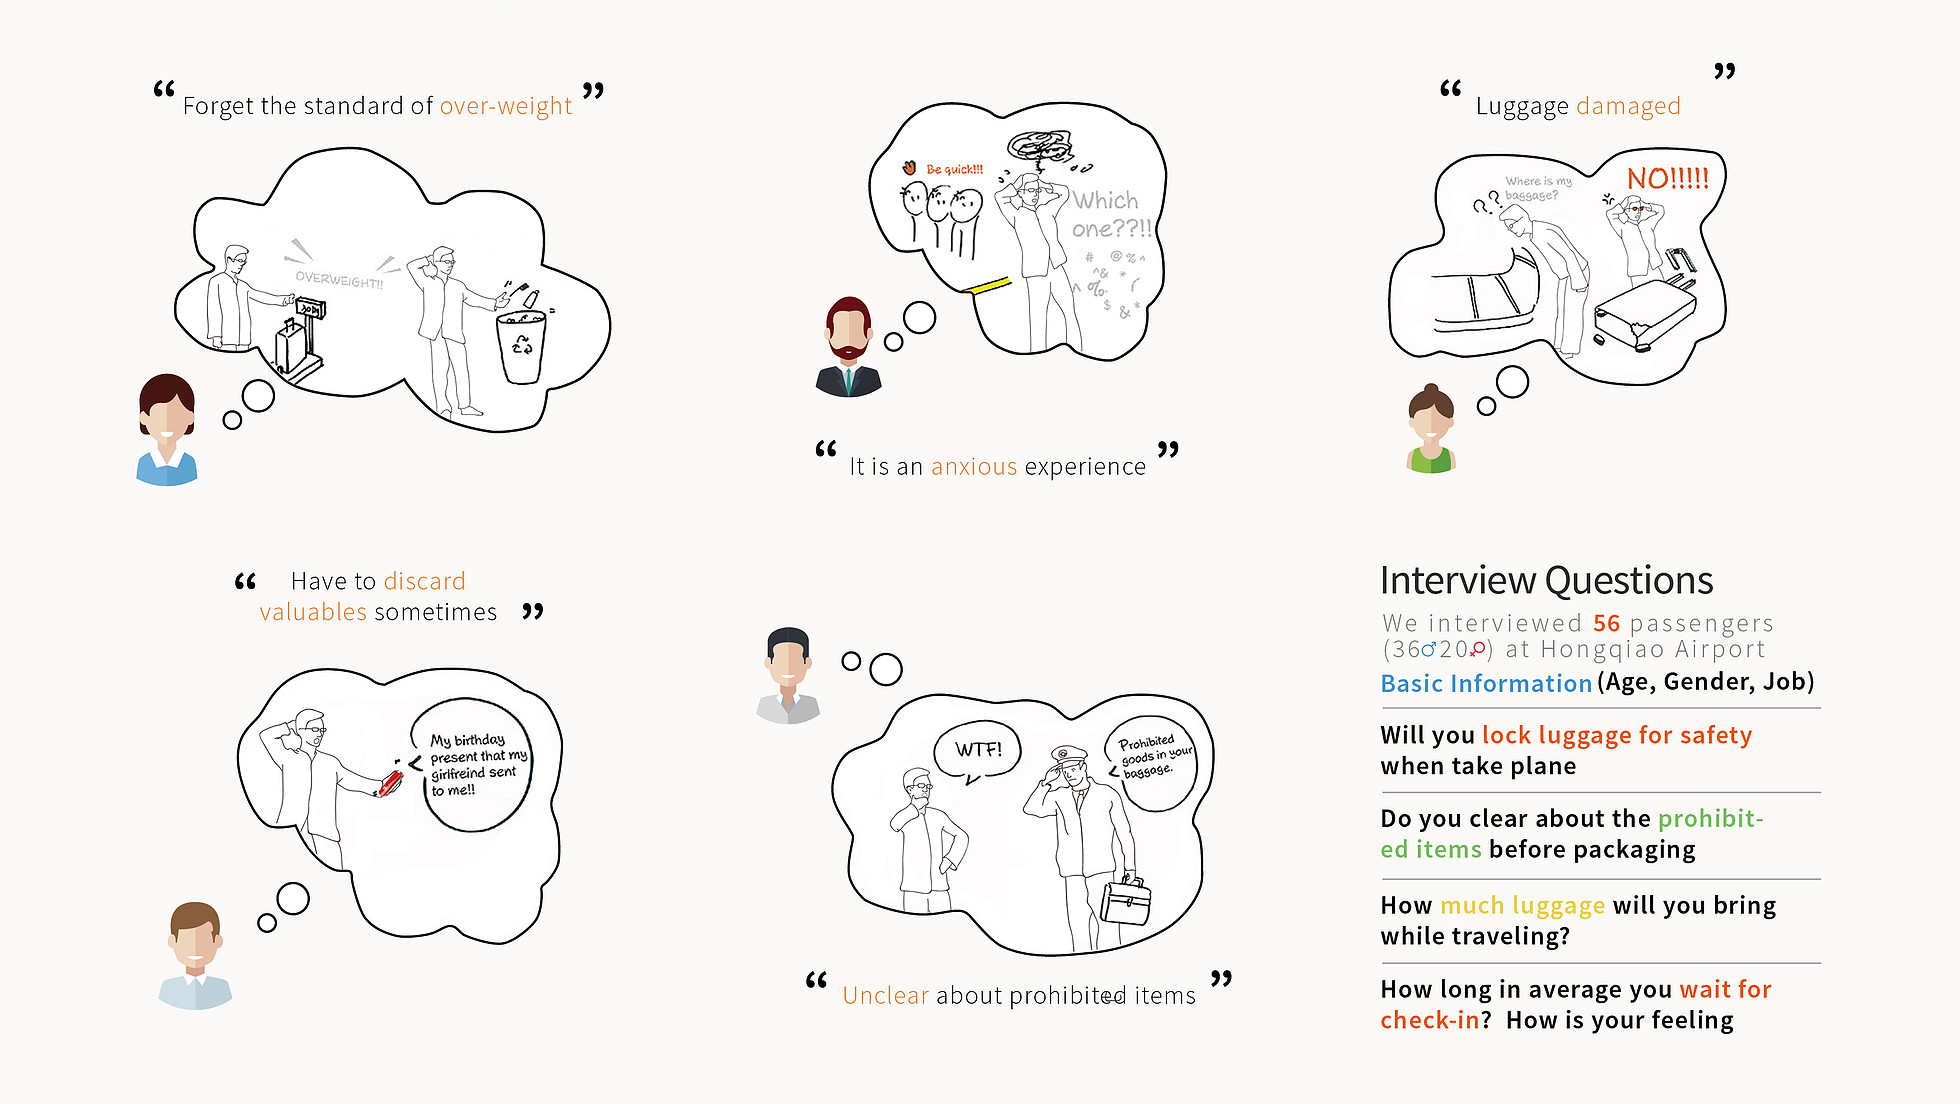 “ Forget the standard of over-weight ”
OVERWEIGHT!!
Be quick!!!
Which
one??!!
# @ % ^
^& *
^ % (
$ & *
“ It is an anxious experience ”
“ Luggage damaged ”
Where is my
baggage?
??
NO!!!!!
“ Have to discard
valuables sometimes ”
My birthday
present that my
girlfreind sent
to me!!
WTF!
Prohibited
goods in your
baggage.
“ Unclear about prohibited items ”
Interview Questions
We interviewed 56 passengers
(36♂20♀) at Hongqiao Airport
Basic Information (Age, Gender, Job)
Will you lock luggage for safety
when take plane
Do you clear about the prohibit-
ed items before packaging
How much luggage will you bring
while traveling?
How long in average you wait for
check-in? How is your feeling